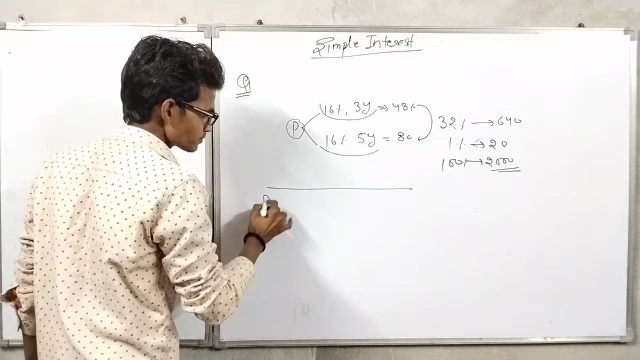 Simple Interest
Q
16%, 3y ⇒ 48%
P
16% 5y = 80
32% → 640
1% → 20
100% → 2000